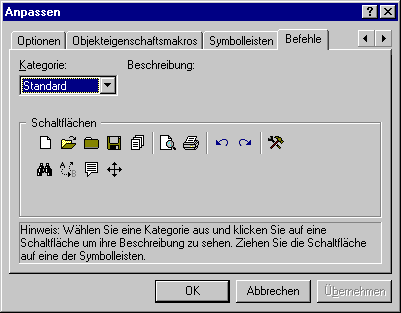 Anpassen
Optionen Objekteigenschaftsmakros Symbolleisten Befehle
Kategorie: Beschreibung:
Standard
Schaltflächen
Hinweis: Wählen Sie eine Kategorie aus und klicken Sie auf eine
Schaltfläche um ihre Beschreibung zu sehen. Ziehen Sie die Schaltfläche
auf eine der Symbolleisten.
OK Abbrechen Übernehmen